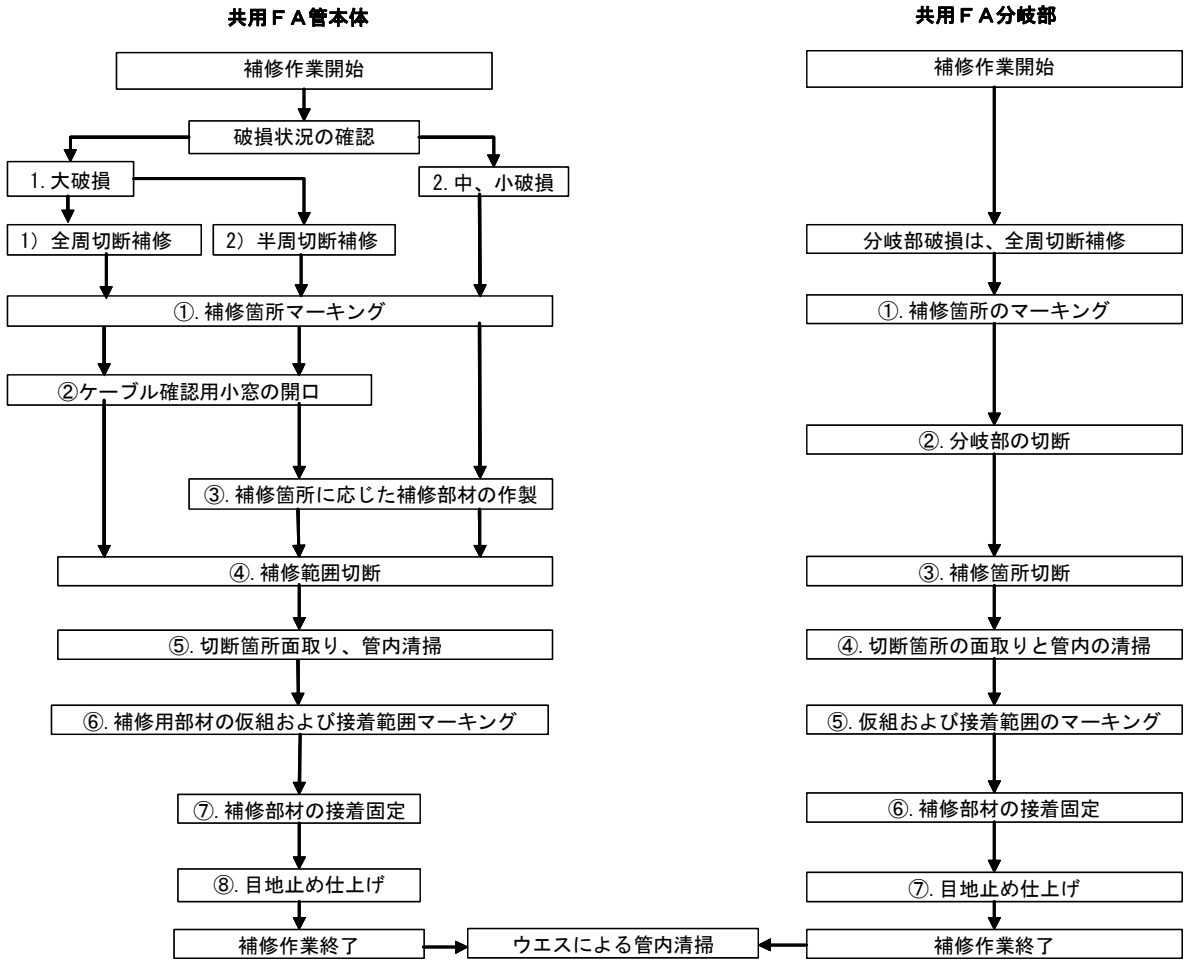 共用ＦＡ管本体
補修作業開始
破損状況の確認
1. 大破損
2. 中、小破損
1) 全周切断補修
2) 半周切断補修
①. 補修箇所マーキング
②ケーブル確認用小窓の開口
③. 補修箇所に応じた補修部材の作製
④. 補修範囲切断
⑤. 切断箇所面取り、管内清掃
⑥. 補修用部材の仮組および接着範囲マーキング
⑦. 補修部材の接着固定
⑧. 目地止め仕上げ
補修作業終了
ウエスによる管内清掃
共用ＦＡ分岐部
補修作業開始
分岐部破損は、全周切断補修
①. 補修箇所のマーキング
②. 分岐部の切断
③. 補修箇所切断
④. 切断箇所の面取りと管内の清掃
⑤. 仮組および接着範囲のマーキング
⑥. 補修部材の接着固定
⑦. 目地止め仕上げ
補修作業終了